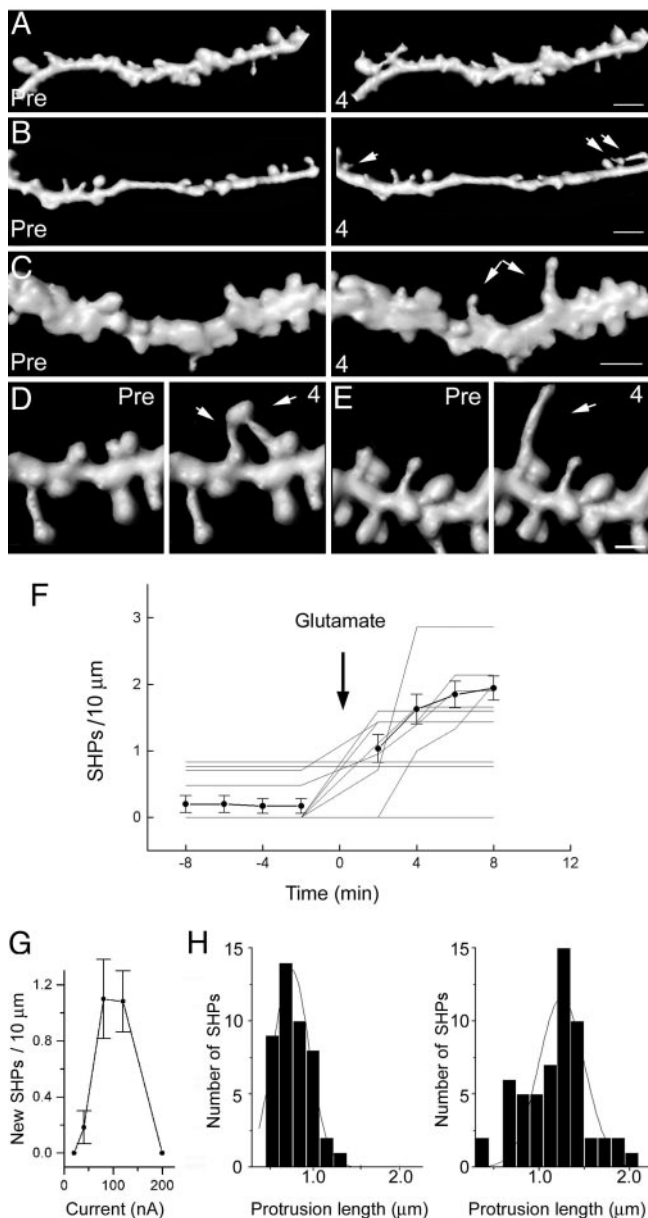 A
Pre
4
B
Pre
4
C
Pre
4
D
Pre
4
E
Pre
4
F
Glutamate
SHPs/10 μm
3
2
1
0
-8
-4
0
4
8
12
Time (min)
G
New SHPs / 10 μm
1.2
0.8
0.4
0.0
0
100
200
Current (nA)
H
Number of SHPs
15
10
5
0
1.0
2.0
Protrusion length (μm)
Number of SHPs
15
10
5
0
1.0
2.0
Protrusion length (μm)